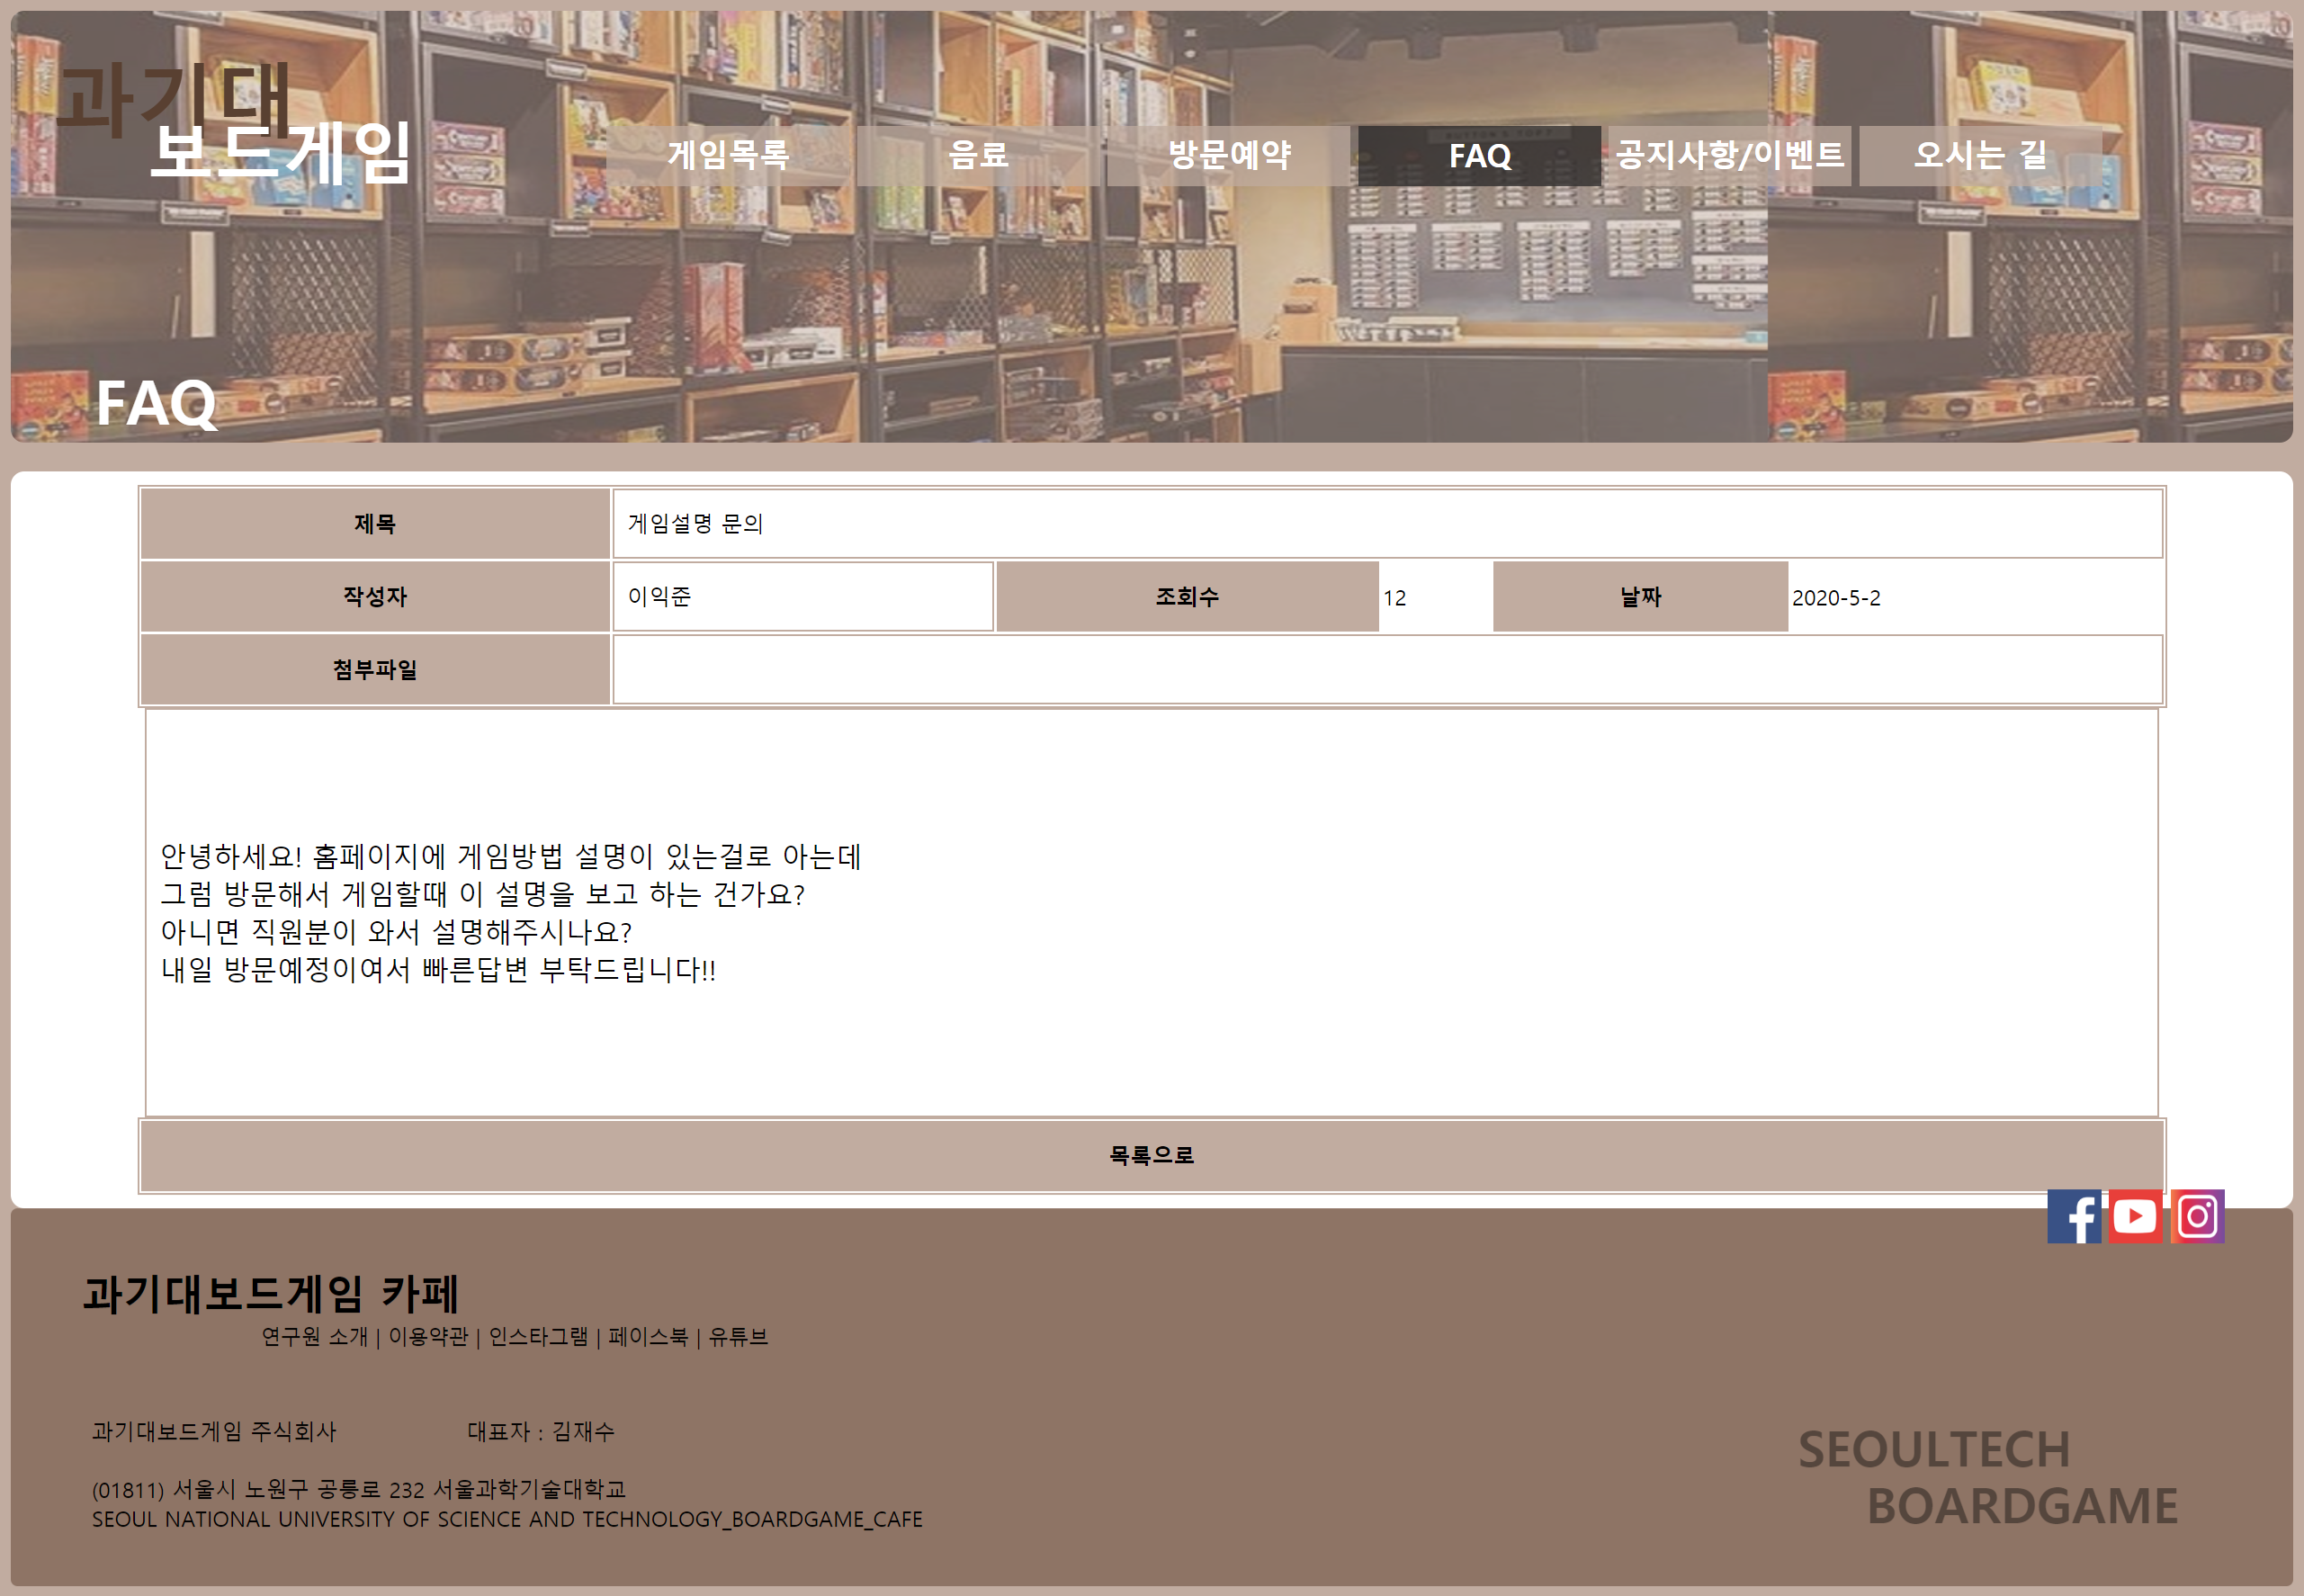 과기대
보드게임
게임목록 음료 방문예약 FAQ 공지사항/이벤트 오시는 길
FAQ
제목 게임설명 문의
작성자 이익준 조회수 12 날짜 2020-5-2
첨부파일
안녕하세요! 홈페이지에 게임방법 설명이 있는걸로 아는데
그럼 방문해서 게임할때 이 설명을 보고 하는 건가요?
아니면 직원분이 와서 설명해주시나요?
내일 방문예정이여서 빠른답변 부탁드립니다!!
목록으로
과기대보드게임 카페
연구원 소개 | 이용약관 | 인스타그램 | 페이스북 | 유튜브
과기대보드게임 주식회사 대표자 : 김재수
(01811) 서울시 노원구 공릉로 232 서울과학기술대학교
SEOUL NATIONAL UNIVERSITY OF SCIENCE AND TECHNOLOGY_BOARDGAME_CAFE
SEOULTECH
BOARDGAME